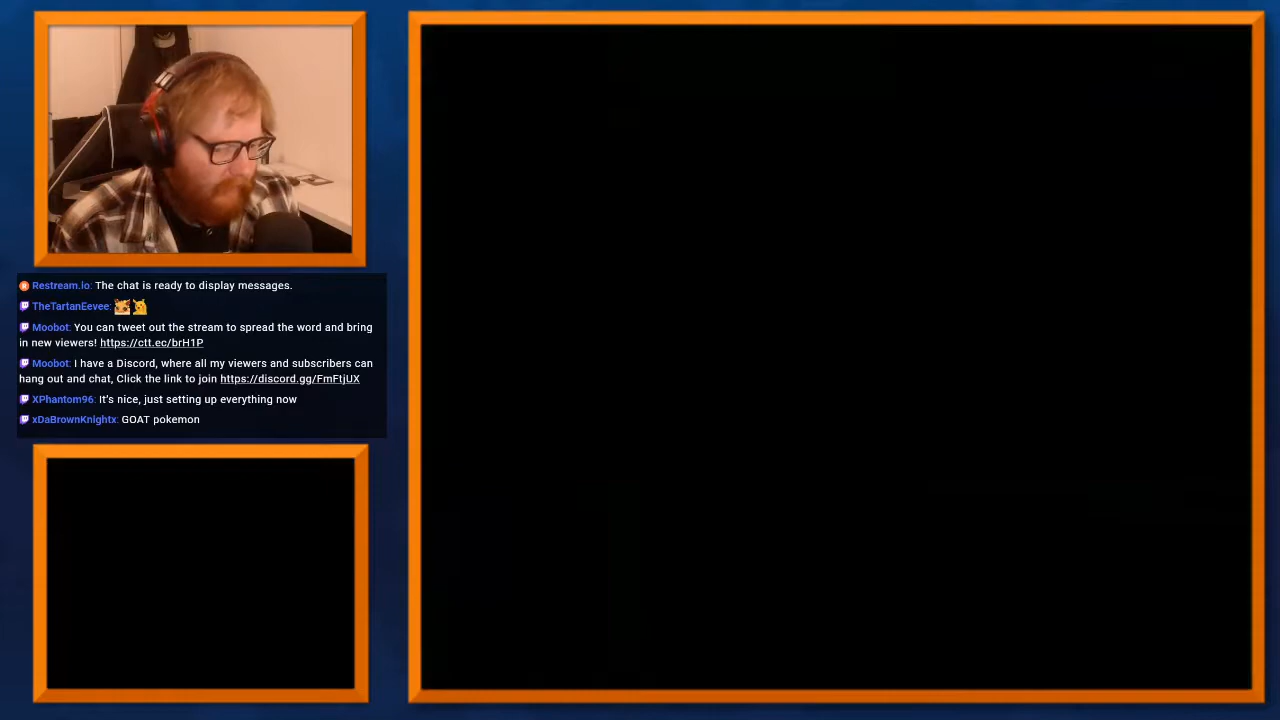 Restream.io: The chat is ready to display messages.
TheTartanEevee:
Moobot: You can tweet out the stream to spread the word and bring
in new viewers! https://ctt.ec/brH1P
Moobot: I have a Discord, where all my viewers and subscribers can
hang out and chat, Click the link to join https://discord.gg/FmFtjUX
XPhantom96: It’s nice, just setting up everything now
xDaBrownKnightx: GOAT pokemon